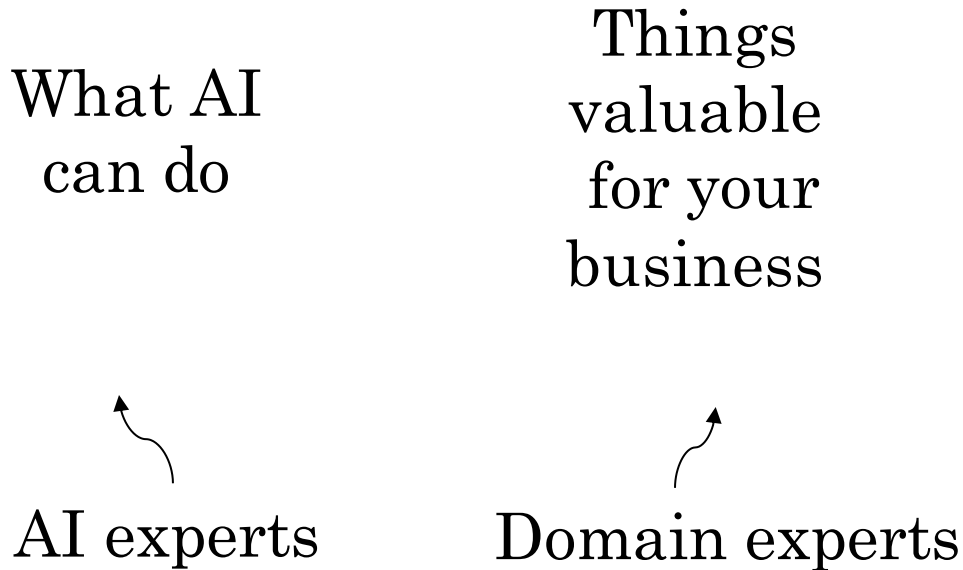 What AI
can do
Things
valuable
for your
business
AI experts
Domain experts